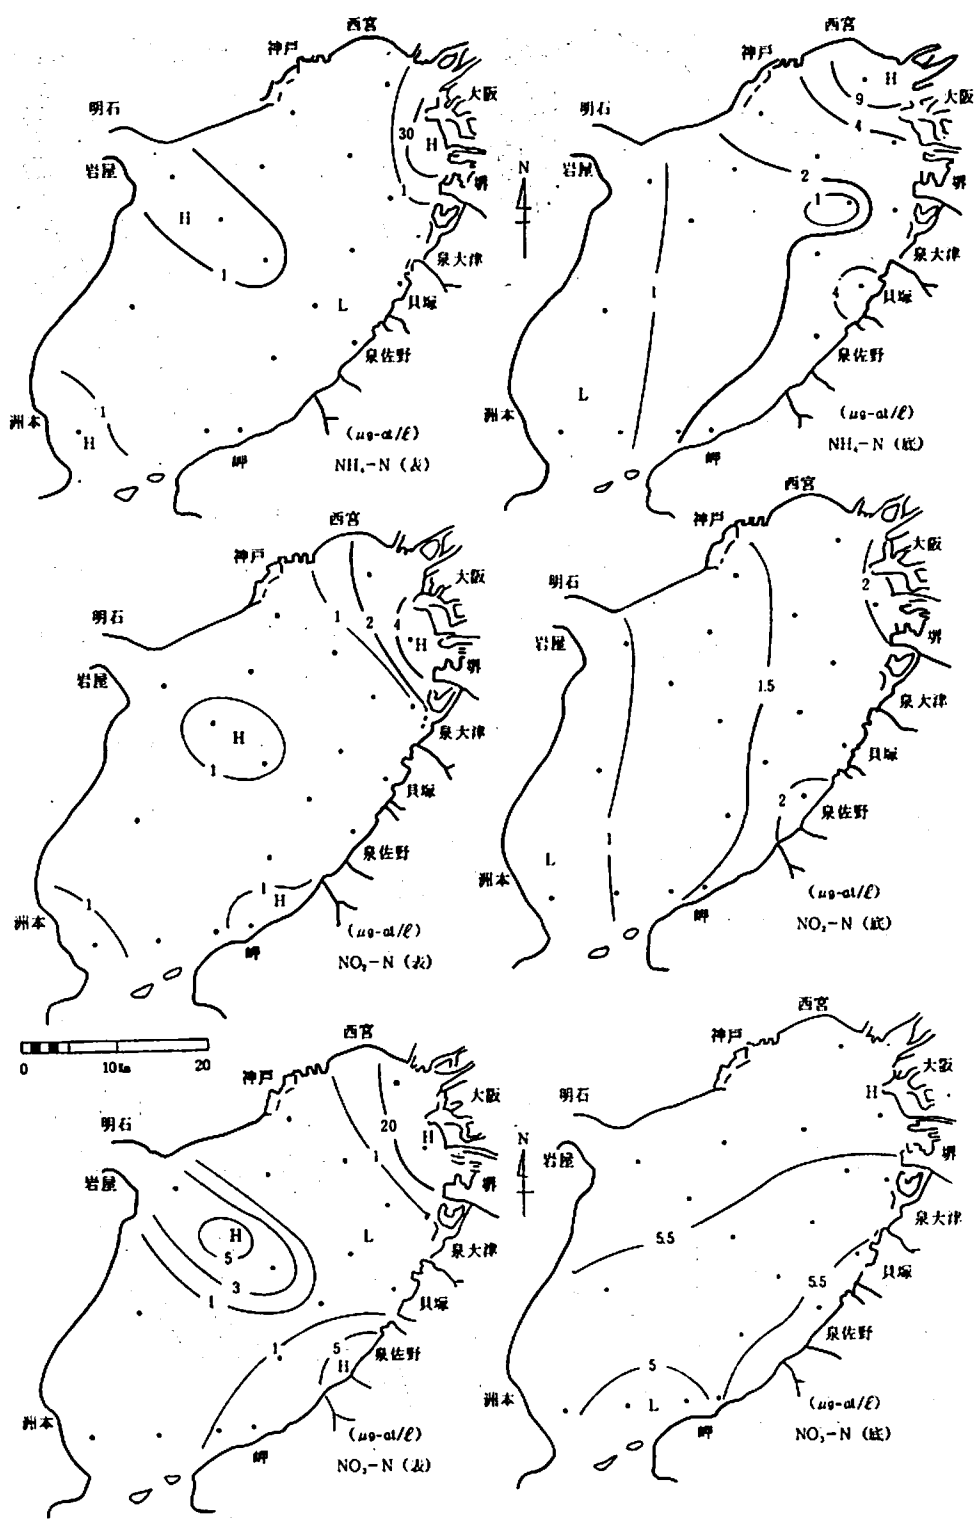 西宮
神戸
明石
大阪
岩屋
30
H
H
1
堺
1
泉大津
L
貝塚
泉佐野
1
洲本
H
(μg-at/ℓ)
岬
NH₄-N (表)
N
西宮
神戸
H
明石
9
大阪
4
岩屋
2
堺
1
泉大津
1
4
貝塚
泉佐野
L
洲本
(μg-at/ℓ)
岬
NH₄-N (底)
西宮
神戸
大阪
明石
1
2
4
H
堺
岩屋
泉大津
H
1
貝塚
泉佐野
1
H
1
洲本
(μg-at/ℓ)
岬
NO₂-N (表)
西宮
神戸
大阪
2
明石
堺
岩屋
1.5
泉大津
貝塚
2
泉佐野
1
L
洲本
(μg-at/ℓ)
岬
NO₂-N (底)
0 10km 20
西宮
神戸
大阪
明石
20
H
1
岩屋
堺
H
L
5
泉大津
3
1
貝塚
1
5
泉佐野
H
洲本
(μg-at/ℓ)
岬
NO₃-N (表)
N
西宮
神戸
大阪
H
明石
堺
岩屋
泉大津
5.5
貝塚
5.5
泉佐野
5
洲本
L
(μg-at/ℓ)
岬
NO₃-N (底)